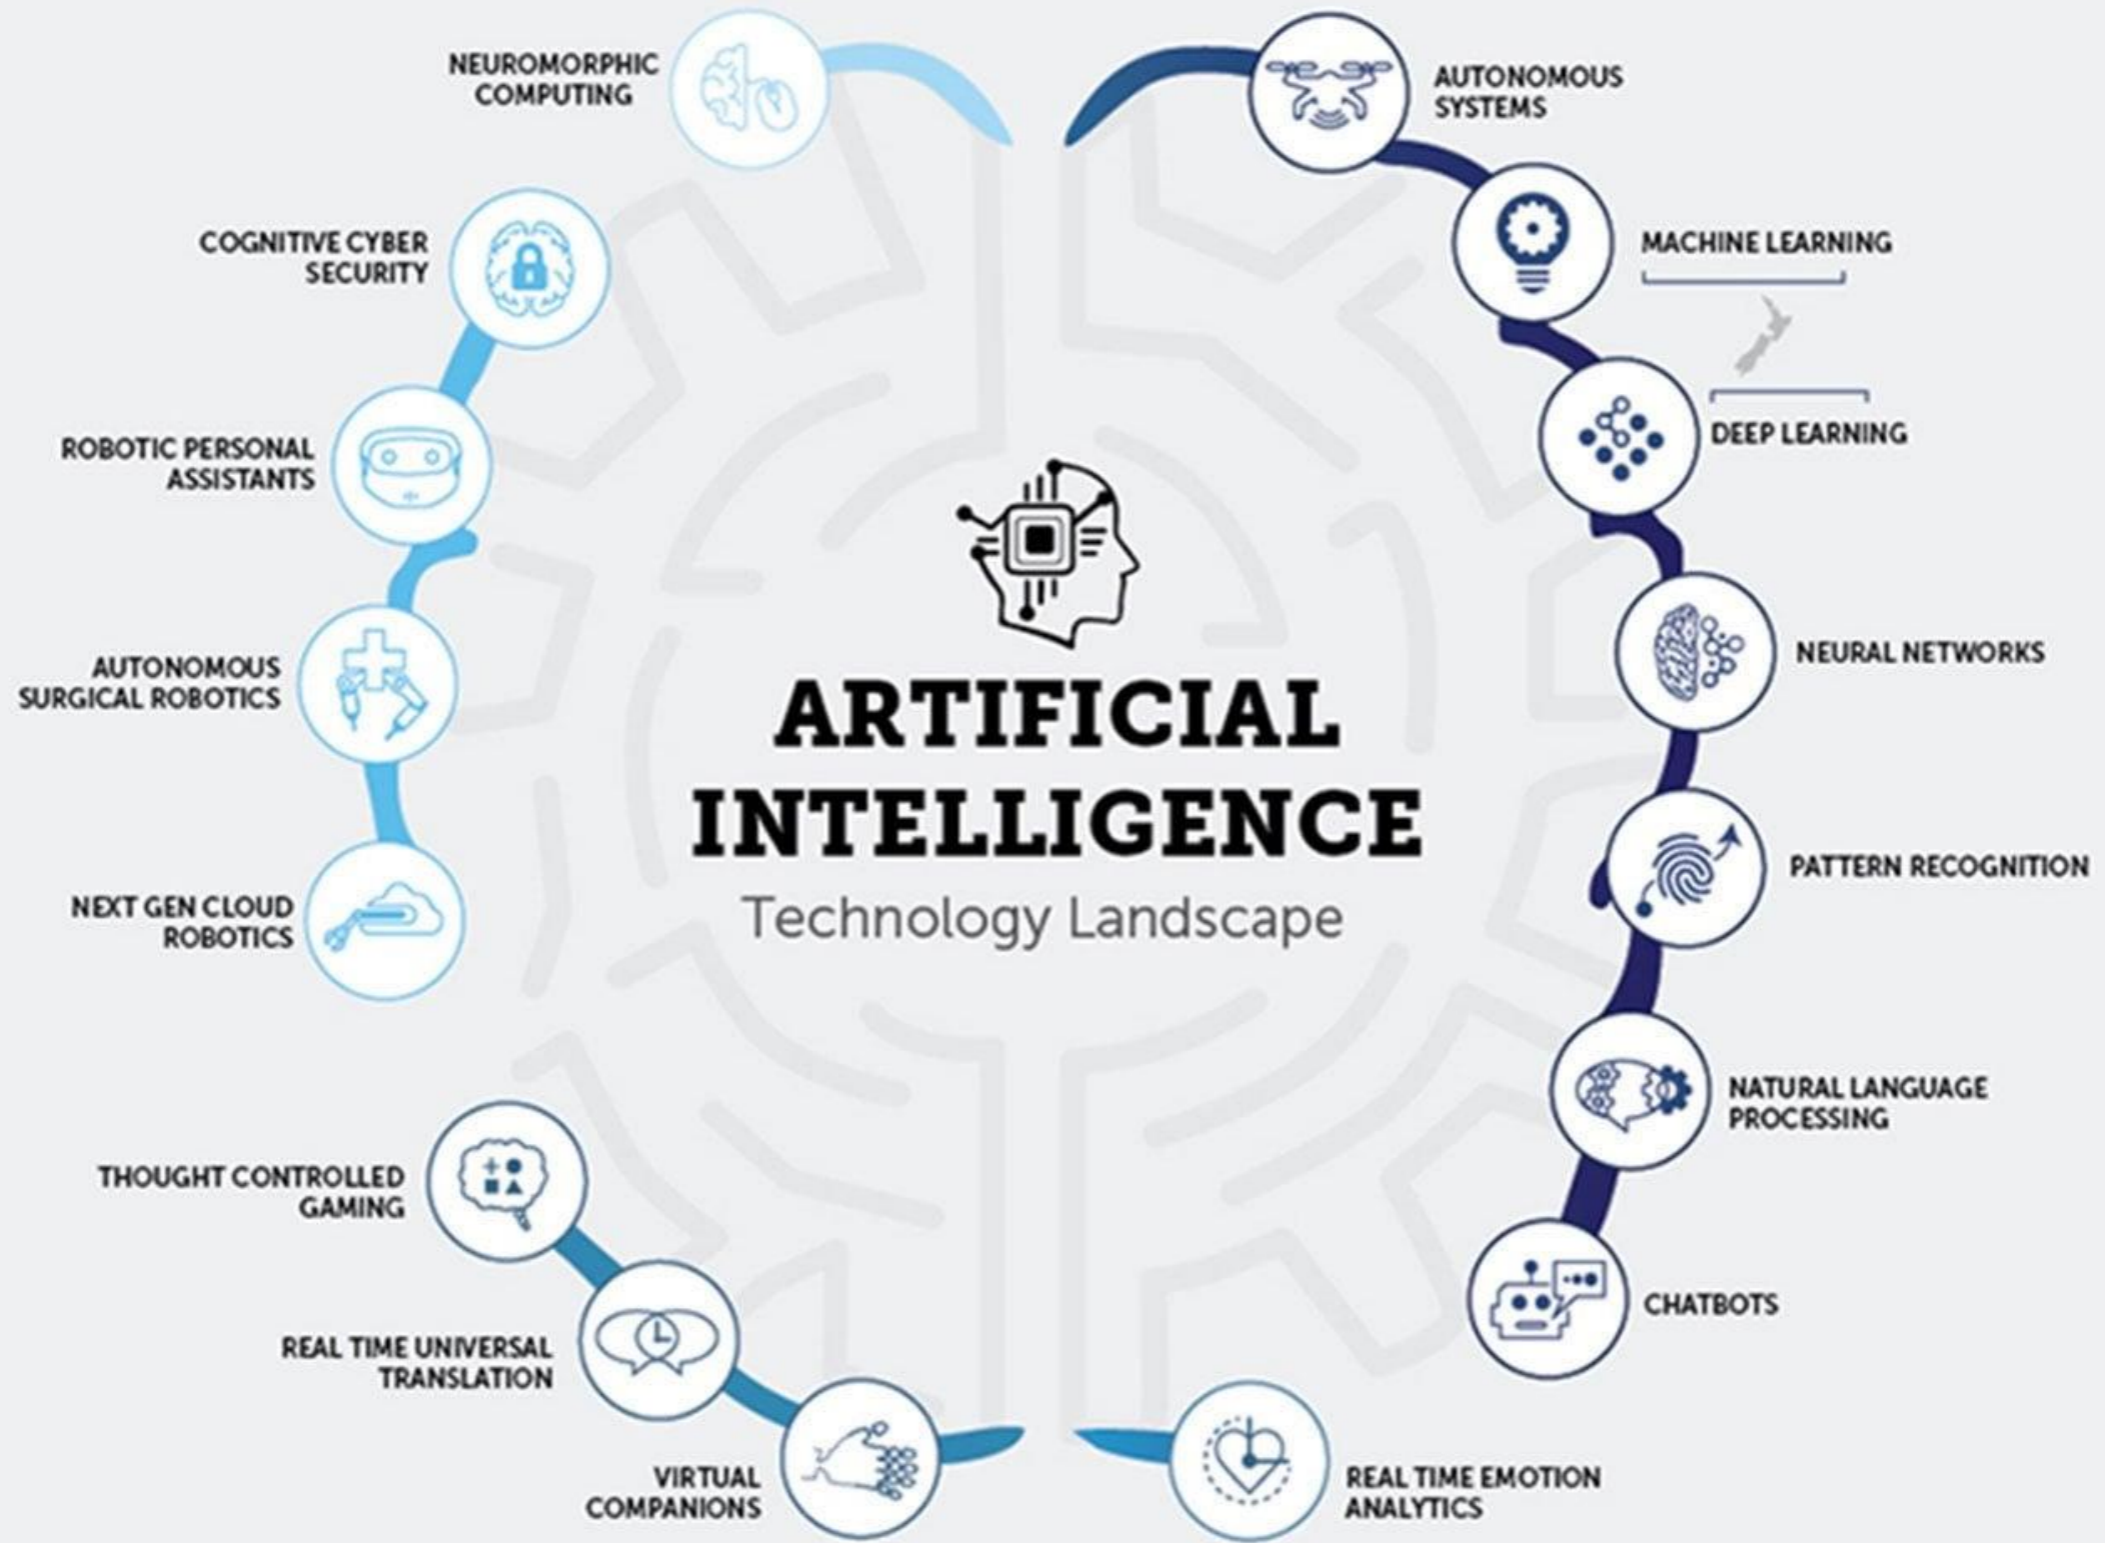 NEUROMORPHIC
COMPUTING
AUTONOMOUS
SYSTEMS
COGNITIVE CYBER
SECURITY
MACHINE LEARNING
ROBOTIC PERSONAL
ASSISTANTS
DEEP LEARNING
AUTONOMOUS
SURGICAL ROBOTICS
NEURAL NETWORKS
ARTIFICIAL
INTELLIGENCE
Technology Landscape
NEXT GEN CLOUD
ROBOTICS
PATTERN RECOGNITION
NATURAL LANGUAGE
PROCESSING
THOUGHT CONTROLLED
GAMING
CHATBOTS
REAL TIME UNIVERSAL
TRANSLATION
VIRTUAL
COMPANIONS
REAL TIME EMOTION
ANALYTICS